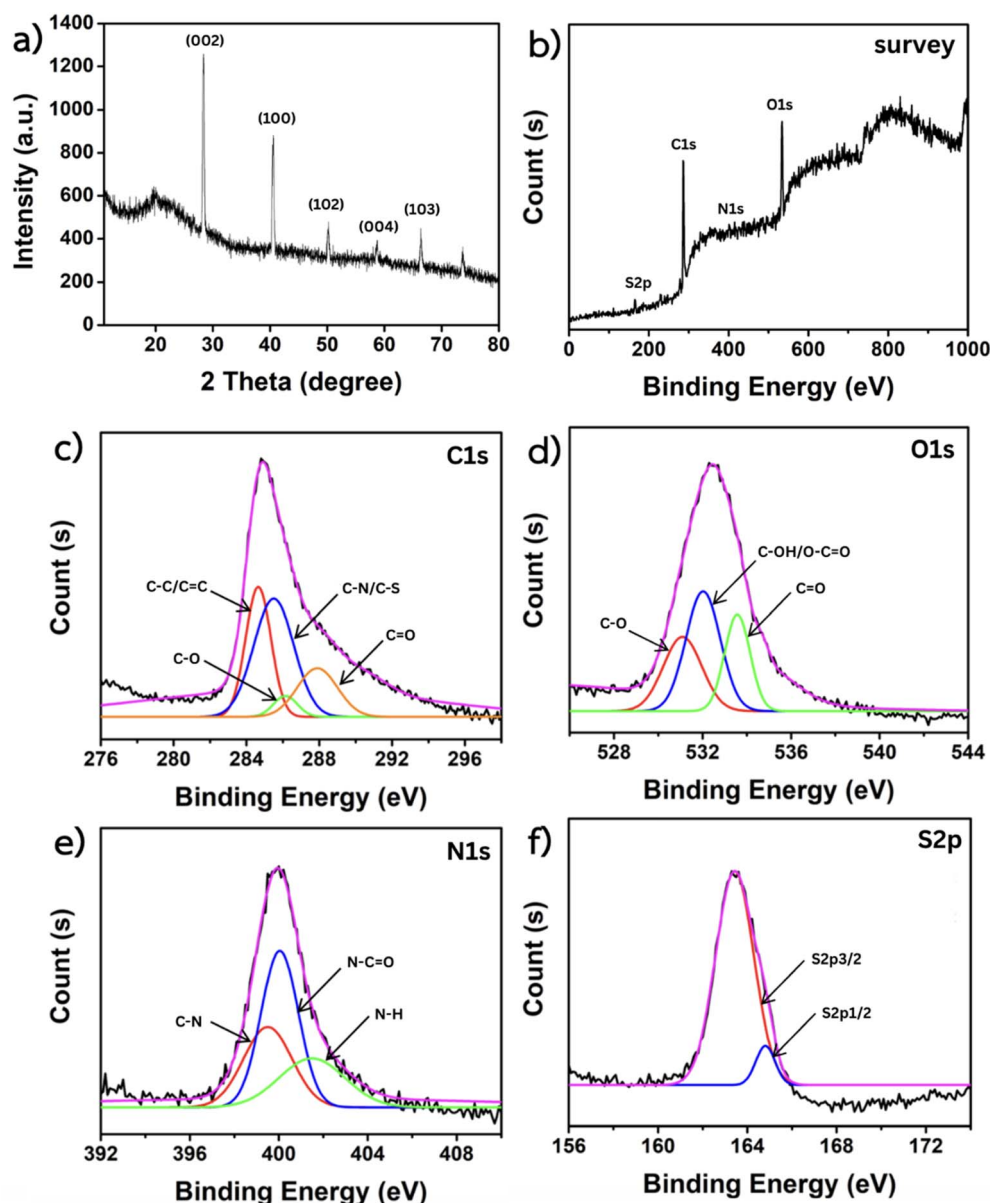 a)
1400
1200
1000
800
600
400
200
0
Intensity (a.u.)
(002)
(100)
(102)
(004)
(103)
20 30 40 50 60 70 80
2 Theta (degree)
b)
survey
Count (s)
S2p
C1s
N1s
O1s
0 200 400 600 800 1000
Binding Energy (eV)
c)
C1s
Count (s)
C-C/C=C
C-N/C-S
C-O
C=O
276 280 284 288 292 296
Binding Energy (eV)
d)
O1s
Count (s)
C-OH/O-C=O
C=O
C-O
528 532 536 540 544
Binding Energy (eV)
e)
N1s
Count (s)
N-C=O
C-N
N-H
392 396 400 404 408
Binding Energy (eV)
f)
S2p
Count (s)
S2p3/2
S2p1/2
156 160 164 168 172
Binding Energy (eV)